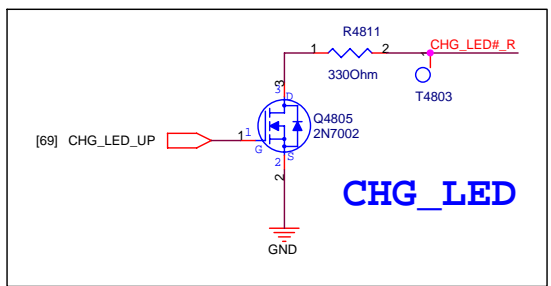 R4811
1 2 CHG_LED#_R
330Ohm
T4803
3
3 D
Q4805
2N7002
[69] CHG_LED_UP 1 1
G S
2
2
CHG_LED
GND